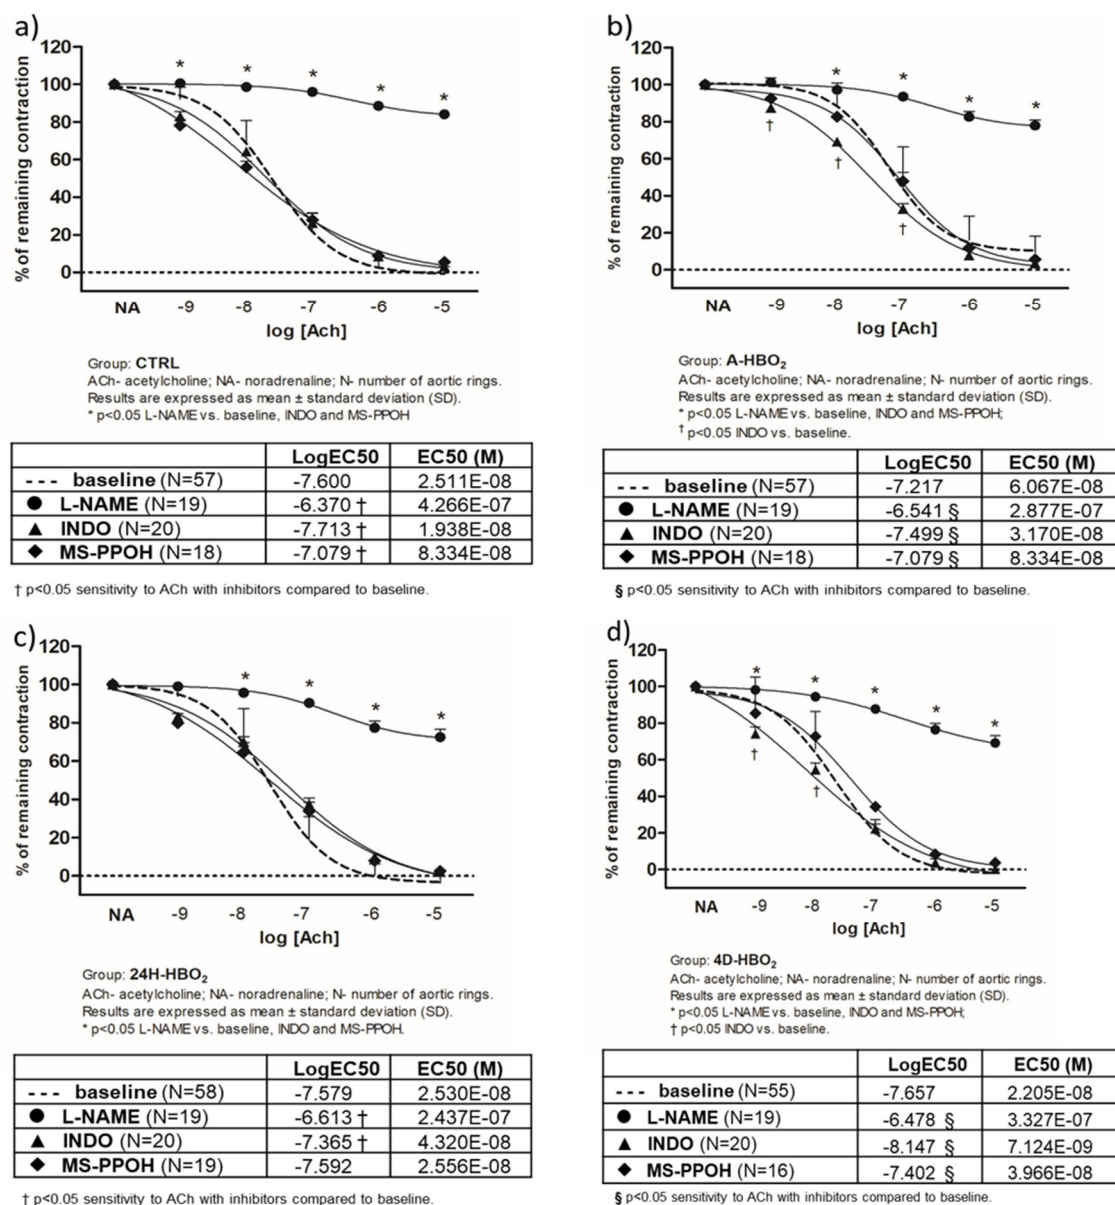 a)
120
100
80
60
40
20
0
% of remaining contraction
* * * * *
NA -9 -8 -7 -6 -5
log [Ach]
Group: CTRL
ACh- acetylcholine; NA- noradrenaline; N- number of aortic rings.
Results are expressed as mean ± standard deviation (SD).
* p<0.05 L-NAME vs. baseline, INDO and MS-PPOH
LogEC50 EC50 (M)
--- baseline (N=57) -7.600 2.511E-08
● L-NAME (N=19) -6.370 † 4.266E-07
▲ INDO (N=20) -7.713 † 1.938E-08
◆ MS-PPOH (N=18) -7.079 † 8.334E-08
† p<0.05 sensitivity to ACh with inhibitors compared to baseline.
b)
120
100
80
60
40
20
0
% of remaining contraction
* * * *
† † †
NA -9 -8 -7 -6 -5
log [Ach]
Group: A-HBO₂
ACh- acetylcholine; NA- noradrenaline; N- number of aortic rings.
Results are expressed as mean ± standard deviation (SD).
* p<0.05 L-NAME vs. baseline, INDO and MS-PPOH;
† p<0.05 INDO vs. baseline.
LogEC50 EC50 (M)
--- baseline (N=57) -7.217 6.067E-08
● L-NAME (N=19) -6.541 § 2.877E-07
▲ INDO (N=20) -7.499 § 3.170E-08
◆ MS-PPOH (N=18) -7.079 § 8.334E-08
§ p<0.05 sensitivity to ACh with inhibitors compared to baseline.
c)
120
100
80
60
40
20
0
% of remaining contraction
* * * *
NA -9 -8 -7 -6 -5
log [Ach]
Group: 24H-HBO₂
ACh- acetylcholine; NA- noradrenaline; N- number of aortic rings.
Results are expressed as mean ± standard deviation (SD).
* p<0.05 L-NAME vs. baseline, INDO and MS-PPOH.
LogEC50 EC50 (M)
--- baseline (N=58) -7.579 2.530E-08
● L-NAME (N=19) -6.613 † 2.437E-07
▲ INDO (N=20) -7.365 † 4.320E-08
◆ MS-PPOH (N=19) -7.592 2.556E-08
† p<0.05 sensitivity to ACh with inhibitors compared to baseline.
d)
120
100
80
60
40
20
0
% of remaining contraction
* * * * *
† †
NA -9 -8 -7 -6 -5
log [Ach]
Group: 4D-HBO₂
ACh- acetylcholine; NA- noradrenaline; N- number of aortic rings.
Results are expressed as mean ± standard deviation (SD).
* p<0.05 L-NAME vs. baseline, INDO and MS-PPOH;
† p<0.05 INDO vs. baseline.
LogEC50 EC50 (M)
--- baseline (N=55) -7.657 2.205E-08
● L-NAME (N=19) -6.478 § 3.327E-07
▲ INDO (N=20) -8.147 § 7.124E-09
◆ MS-PPOH (N=16) -7.402 § 3.966E-08
§ p<0.05 sensitivity to ACh with inhibitors compared to baseline.